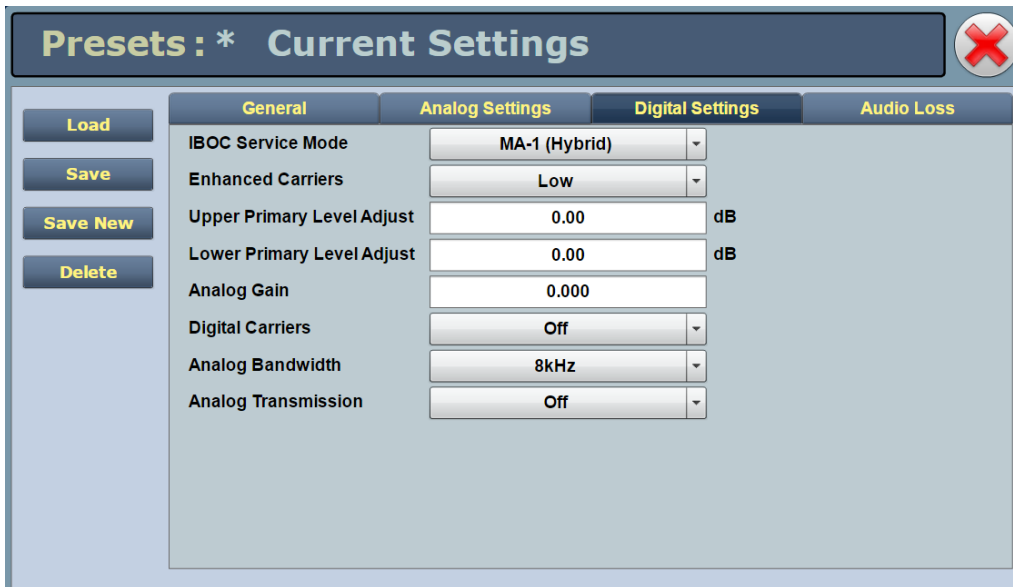 Presets: * Current Settings
Load
Save
Save New
Delete
General Analog Settings Digital Settings Audio Loss
IBOC Service Mode MA-1 (Hybrid)
Enhanced Carriers Low
Upper Primary Level Adjust 0.00 dB
Lower Primary Level Adjust 0.00 dB
Analog Gain 0.000
Digital Carriers Off
Analog Bandwidth 8kHz
Analog Transmission Off